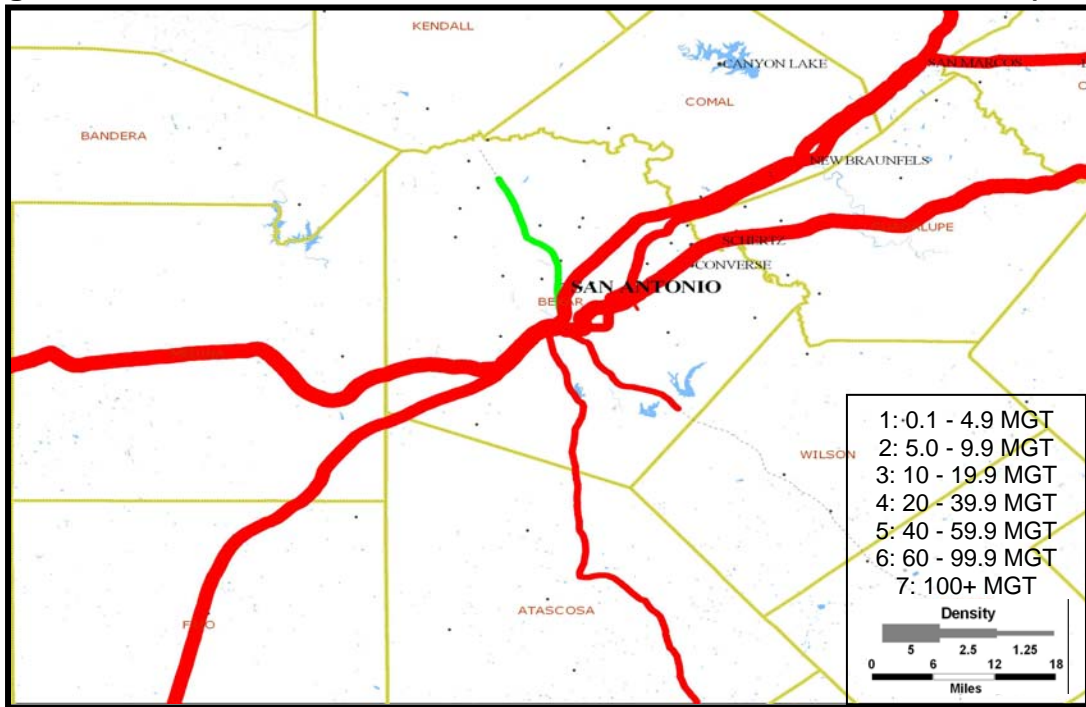 KENDALL
CANYON LAKE
SAN MARCOS
COMAL
BANDERA
NEW BRAUNFELS
SCHERTZ
CONVERSE
SAN ANTONIO
WILSON
ATASCOSA
1: 0.1 - 4.9 MGT
2: 5.0 - 9.9 MGT
3: 10 - 19.9 MGT
4: 20 - 39.9 MGT
5: 40 - 59.9 MGT
6: 60 - 99.9 MGT
7: 100+ MGT
Density
5 2.5 1.25
0 6 12 18
Miles